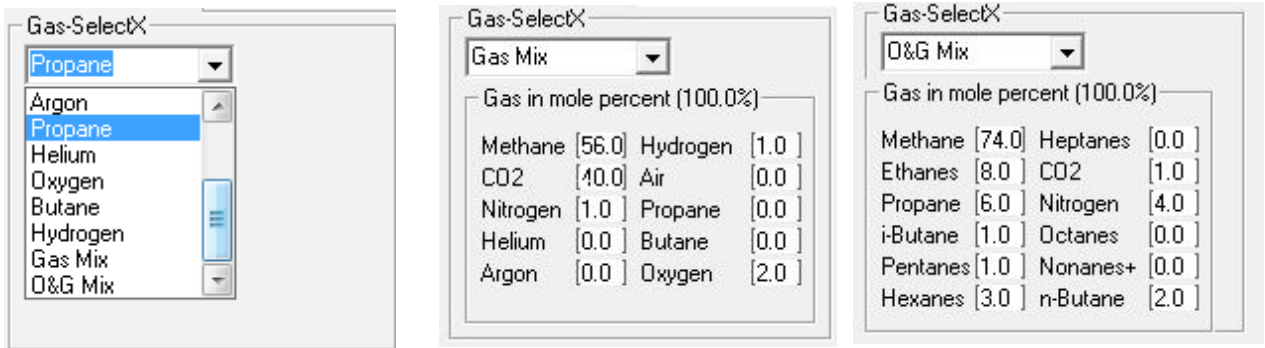 Gas-SelectX
Propane
Argon
Propane
Helium
Oxygen
Butane
Hydrogen
Gas Mix
O&G Mix
Gas-SelectX
Gas Mix
Gas in mole percent (100.0%)
Methane [56.0] Hydrogen [1.0 ]
CO2 [40.0] Air [0.0 ]
Nitrogen [1.0 ] Propane [0.0 ]
Helium [0.0 ] Butane [0.0 ]
Argon [0.0 ] Oxygen [2.0 ]
Gas-SelectX
O&G Mix
Gas in mole percent (100.0%)
Methane [74.0] Heptanes [0.0 ]
Ethanes [8.0 ] CO2 [1.0 ]
Propane [6.0 ] Nitrogen [4.0 ]
i-Butane [1.0 ] Octanes [0.0 ]
Pentanes [1.0 ] Nonanes+ [0.0 ]
Hexanes [3.0 ] n-Butane [2.0 ]